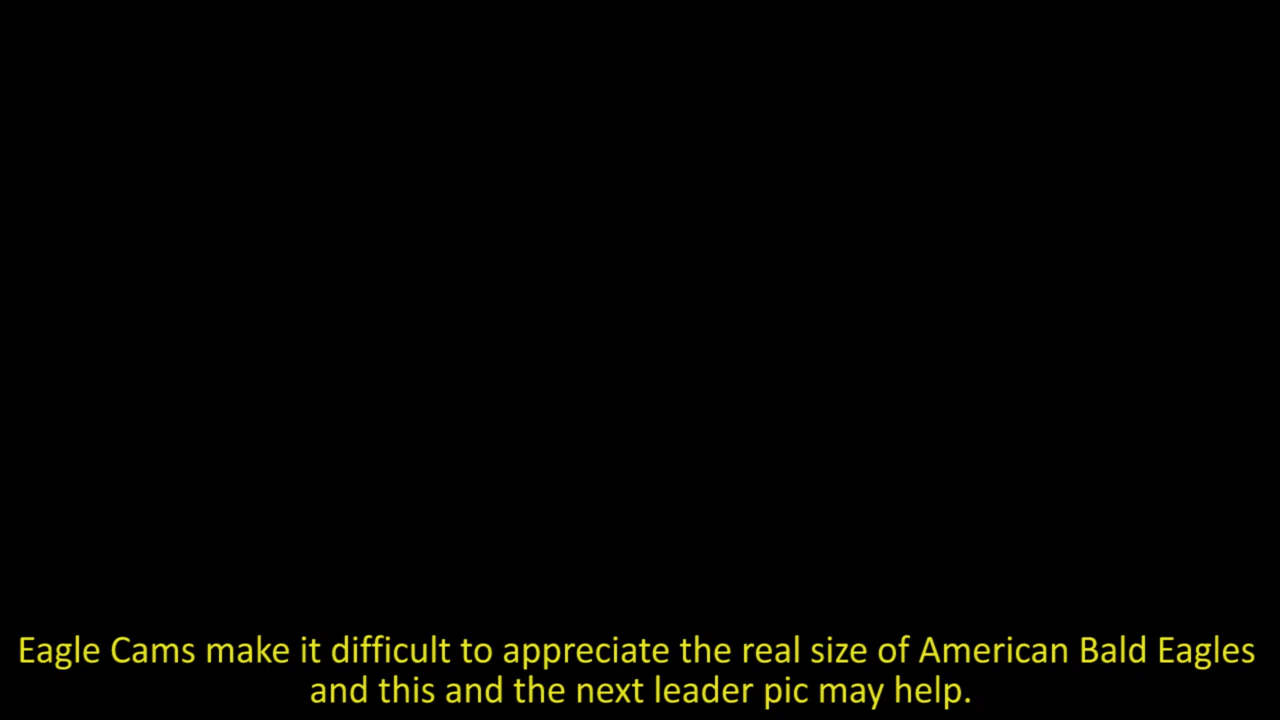 Eagle Cams make it difficult to appreciate the real size of American Bald Eagles
and this and the next leader pic may help.